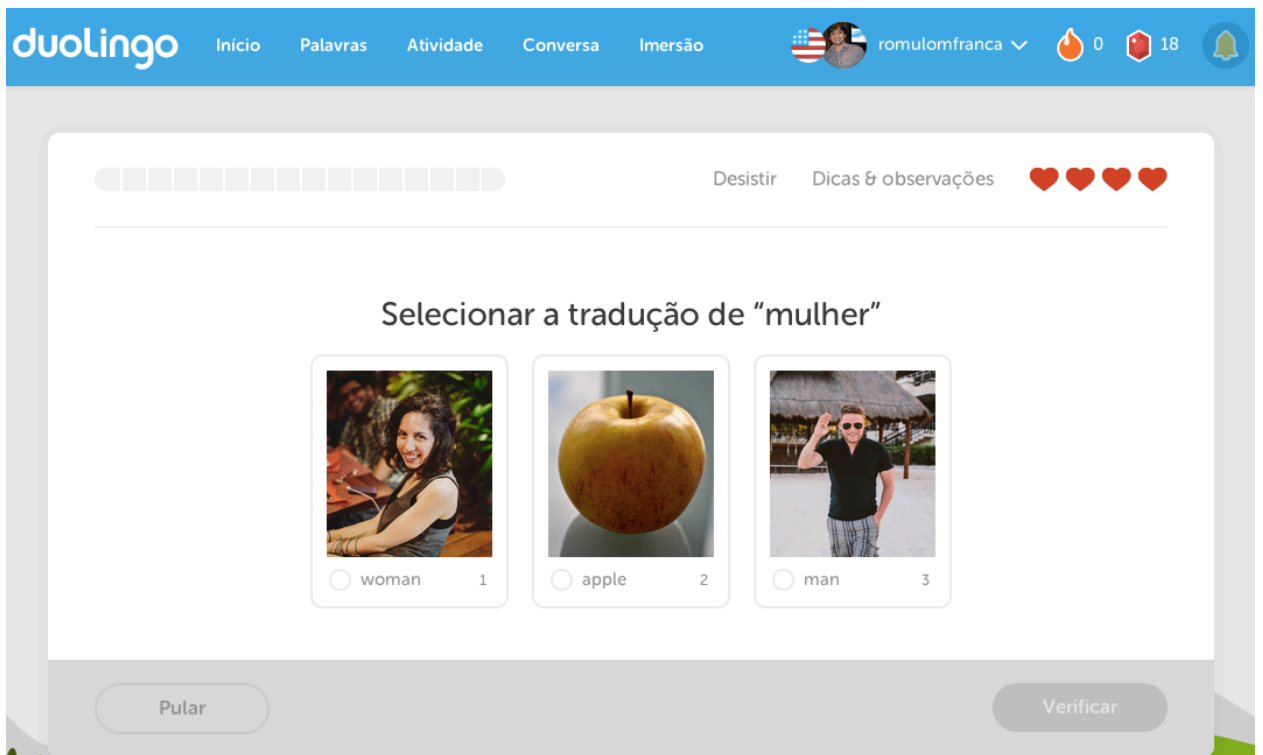 duolingo Início Palavras Atividade Conversa Imersão romulomfranca 0 18
Desistir Dicas & observações
Selecionar a tradução de “mulher”
woman 1 apple 2 man 3
Pular Verificar